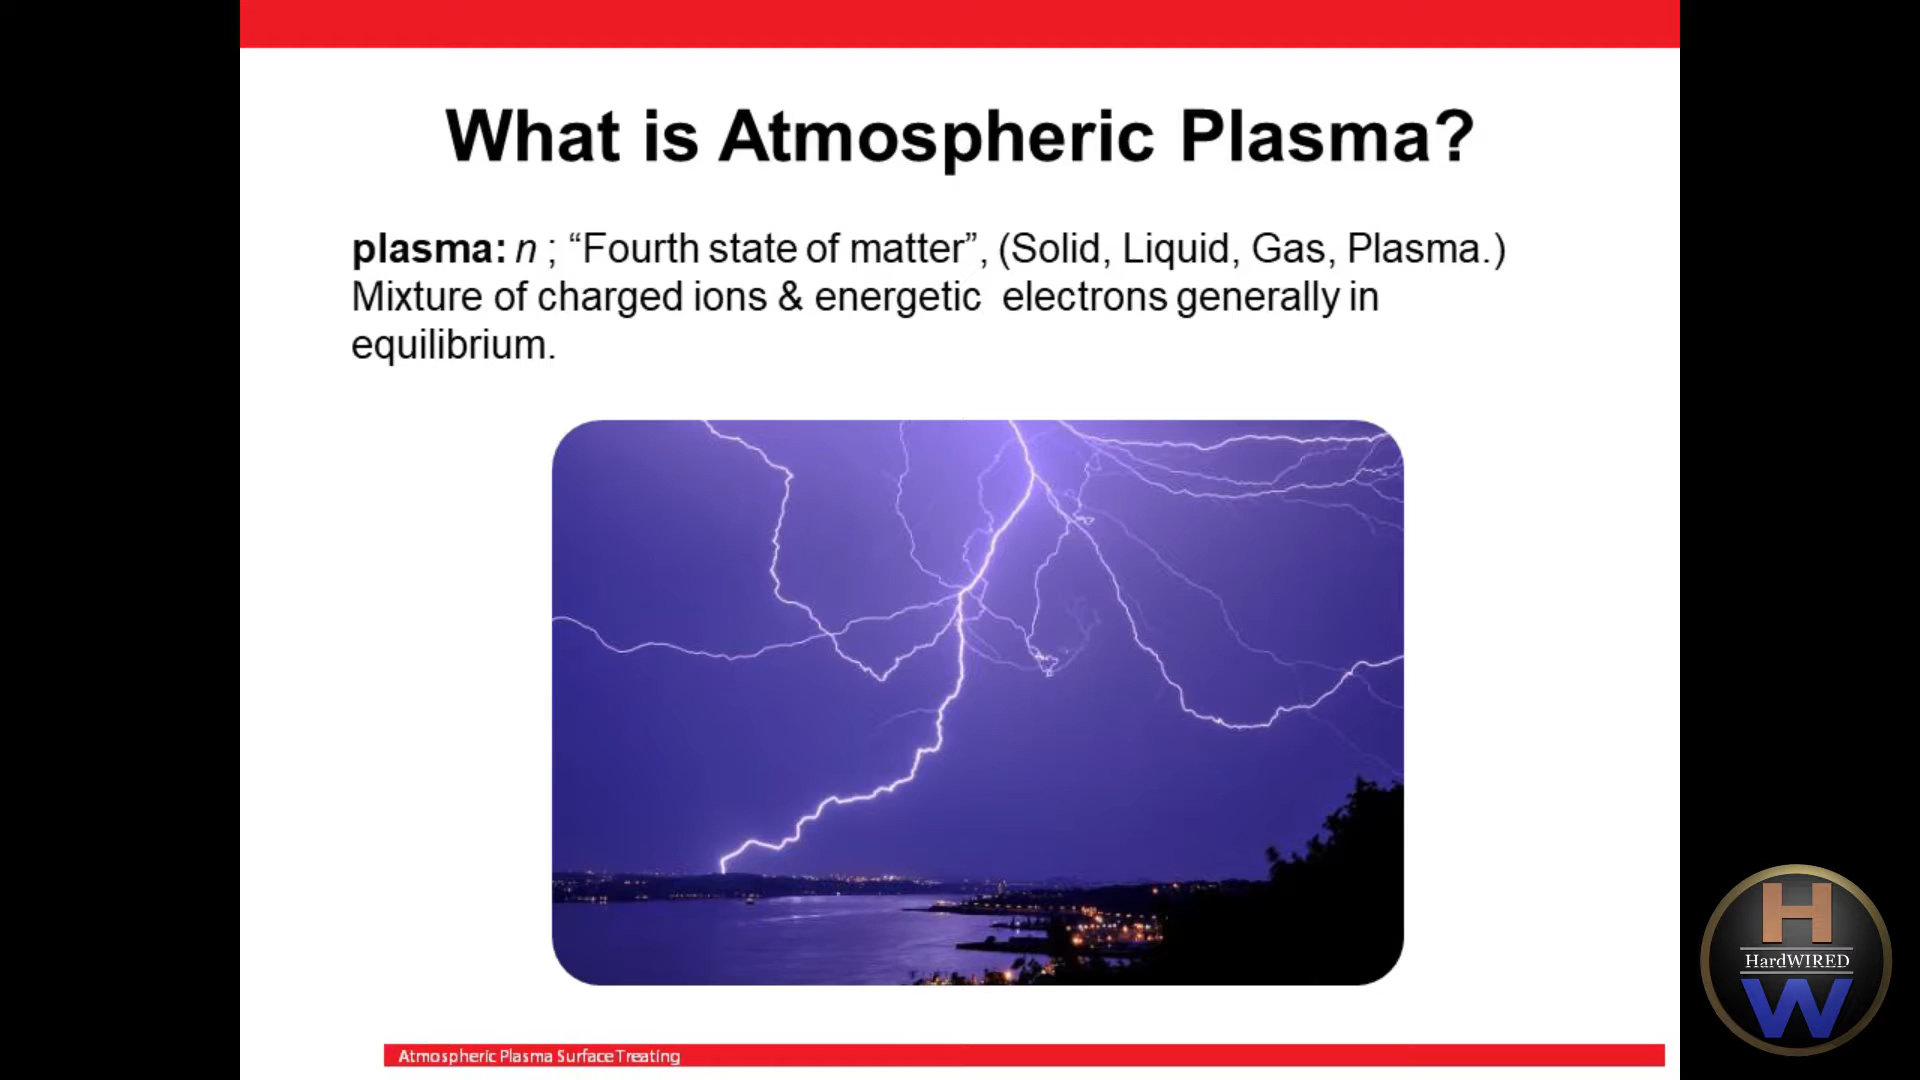 What is Atmospheric Plasma?
plasma: n ; “Fourth state of matter”, (Solid, Liquid, Gas, Plasma.)
Mixture of charged ions & energetic  electrons generally in
equilibrium.
H
HardWIRED
W
Atmospheric Plasma Surface Treating